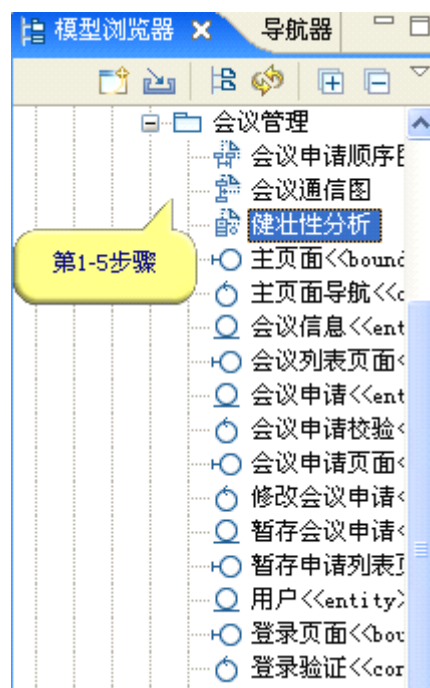 模型浏览器 导航器
会议管理
会议申请顺序
会议通信图
健壮性分析
第1-5步骤
主页面<<bound
主页面导航<<c
会议信息<<ent
会议列表页面<
会议申请<<ent
会议申请校验<
会议申请页面<
修改会议申请<
暂存会议申请<
暂存申请列表
用户<<entity>
登录页面<<bou
登录验证<<cor